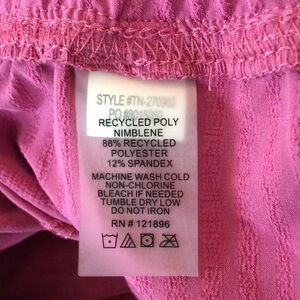 STYLE #TN-270902
RECYCLED POLY
NIMBLENE
88% RECYCLED
POLYESTER
12% SPANDEX
MACHINE WASH COLD
NON-CHLORINE
BLEACH IF NEEDED
TUMBLE DRY LOW
DO NOT IRON
RN # 121896